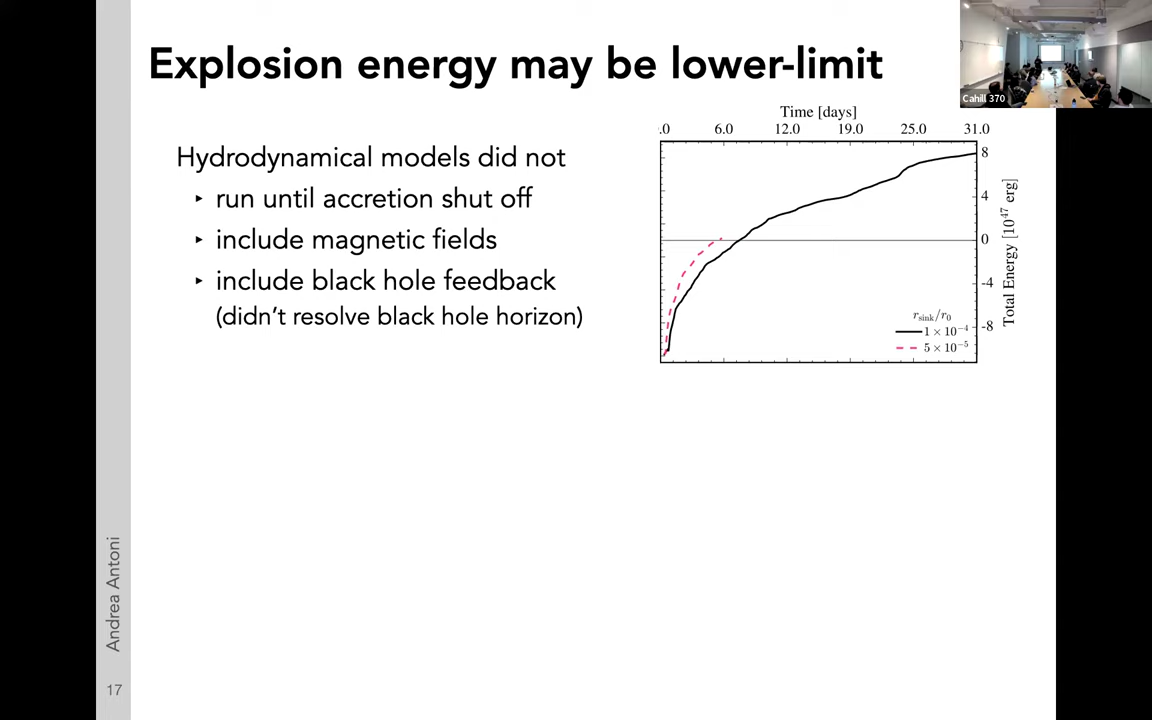 Explosion energy may be lower-limit
Cahill 370
Hydrodynamical models did not
‣ run until accretion shut off
‣ include magnetic fields
‣ include black hole feedback
(didn't resolve black hole horizon)
Time [days]
.0 6.0 12.0 19.0 25.0 31.0
8
4
0
-4
-8
Total Energy [10^47 erg]
r_sink/r_0
1 × 10^-4
5 × 10^-5
Andrea Antoni
17